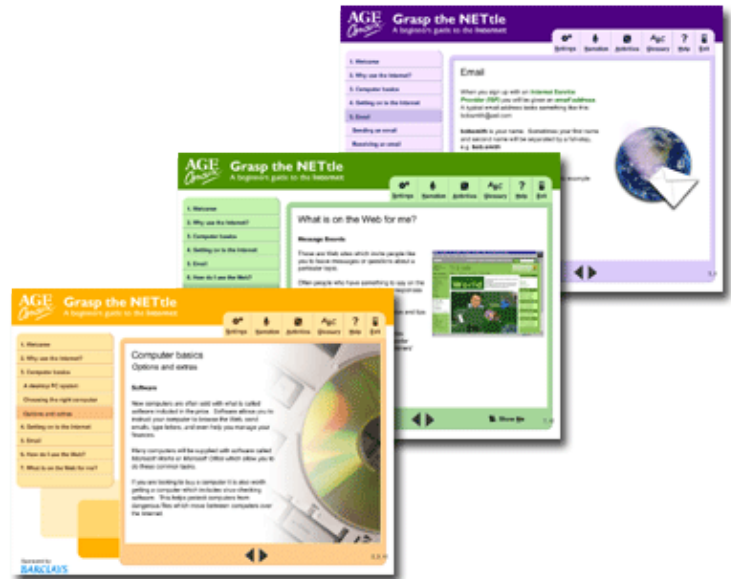 AGE Concern
Grasp the NETtle
A beginners guide to the Internet
Settings Narration Activities Glossary Help Exit
1. Welcome
2. Why use the Internet?
3. Computer basics
4. Getting on to the Internet
5. Email
Sending an email
Receiving an email
Email
When you sign up with an Internet Service
Provider (ISP) you will be given an email address.
A typical email address looks something like this:
bobsmith@aol.com
bobsmith is your name. Sometimes your first name
and second name will be separated by a full-stop,
e.g. bob.smith
example
AGE Concern
Grasp the NETtle
A beginners guide to the Internet
Settings Narration Activities Glossary Help Exit
1. Welcome
2. Why use the Internet?
3. Computer basics
4. Getting on to the Internet
5. Email
6. How do I use the Web?
What is on the Web for me?
Message Boards
These are Web sites which invite people like
you to leave messages or questions about a
particular topic.
Often people who have something to say on the
World
Show Me
AGE Concern
Grasp the NETtle
A beginners guide to the Internet
Settings Narration Activities Glossary Help Exit
1. Welcome
2. Why use the Internet?
3. Computer basics
A desktop PC system
Choosing the right computer
Options and extras
4. Getting on to the Internet
5. Email
6. How do I use the Web?
7. What is on the Web for me?
Computer basics
Options and extras
Software
New computers are often sold with what is called
software included in the price. Software allows you to
instruct your computer to browse the Web, send
emails, type letters, and even help you manage your
finances.
Many computers will be supplied with software called
Microsoft Works or Microsoft Office which allow you to
do these common tasks.
If you are looking to buy a computer it is also worth
getting a computer which includes virus checking
software. This helps protect computers from
dangerous files which move between computers over
the Internet
Sponsored by
BARCLAYS